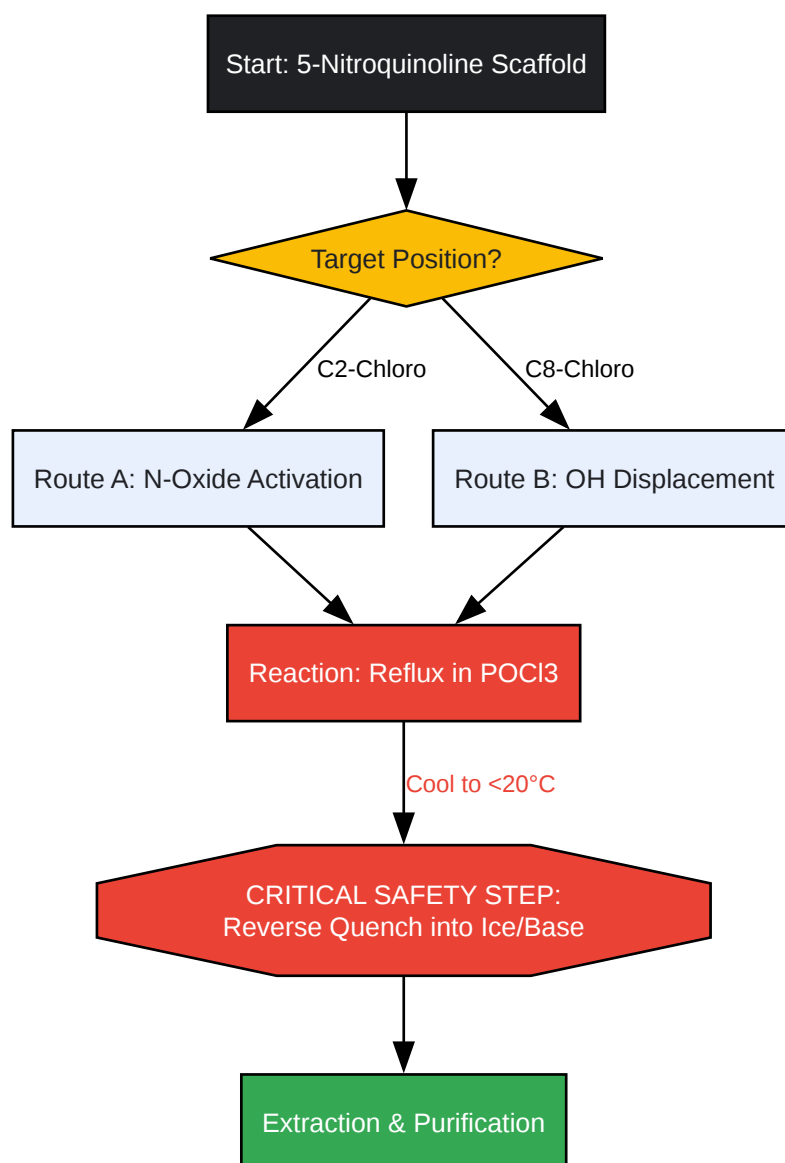 Start: 5-Nitroquinoline Scaffold
Target Position?
C2-Chloro
C8-Chloro
Route A: N-Oxide Activation
Route B: OH Displacement
Reaction: Reflux in POCl3
Cool to <20°C
CRITICAL SAFETY STEP:
Reverse Quench into Ice/Base
Extraction & Purification